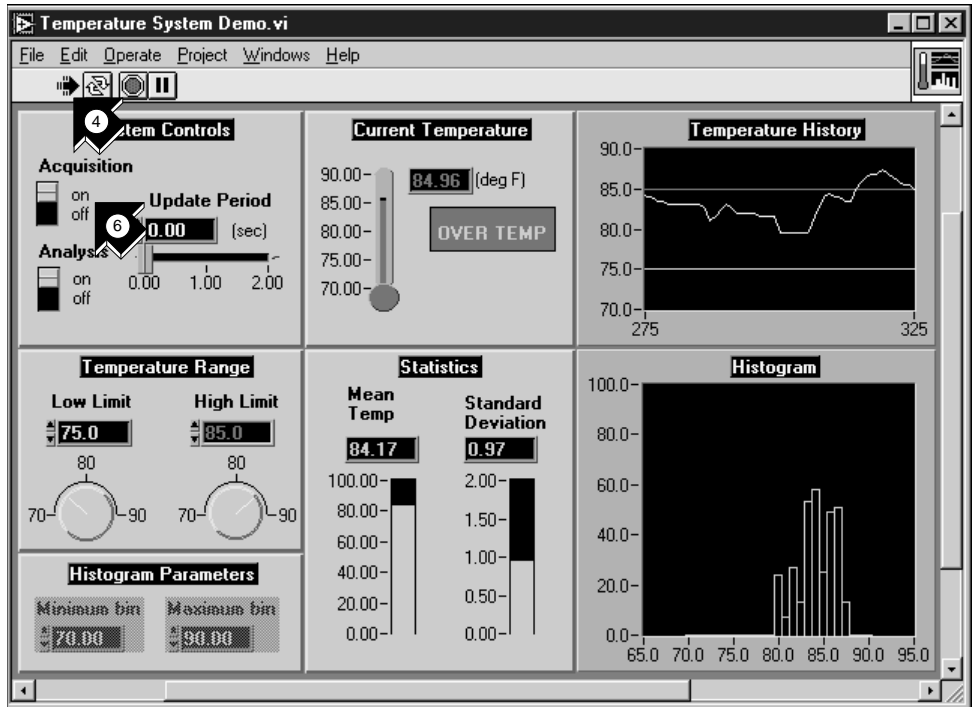 Temperature System Demo.vi
File Edit Operate Project Windows Help
4
tem Controls
Acquisition
on
off
Update Period
6
0.00 (sec)
Analysis
on
off
0.00 1.00 2.00
Current Temperature
90.00
85.00
80.00
75.00
70.00
84.96 (deg F)
OVER TEMP
Temperature History
90.0
85.0
80.0
75.0
70.0
275 325
Temperature Range
Low Limit High Limit
75.0 85.0
80 80
70 90 70 90
Histogram Parameters
Minimum bin Maximum bin
70.00 90.00
Statistics
Mean
Temp
84.17
100.00
80.00
60.00
40.00
20.00
0.00
Standard
Deviation
0.97
2.00
1.50
1.00
0.50
0.00
Histogram
100.0
80.0
60.0
40.0
20.0
0.0
65.0 70.0 75.0 80.0 85.0 90.0 95.0